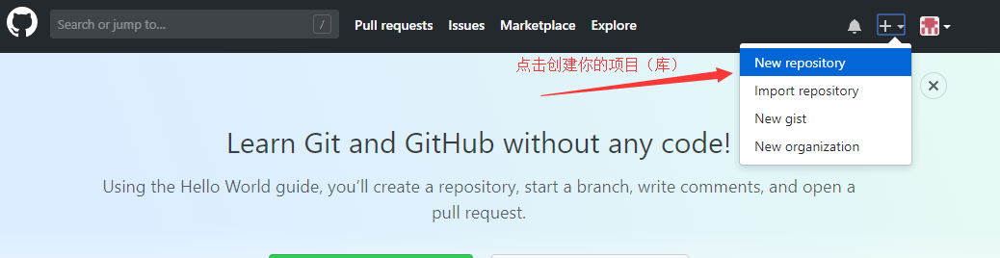 Search or jump to...
/
Pull requests
Issues
Marketplace
Explore
点击创建你的项目（库）
New repository
Import repository
New gist
New organization
Learn Git and GitHub without any code!
Using the Hello World guide, you’ll create a repository, start a branch, write comments, and open a
pull request.